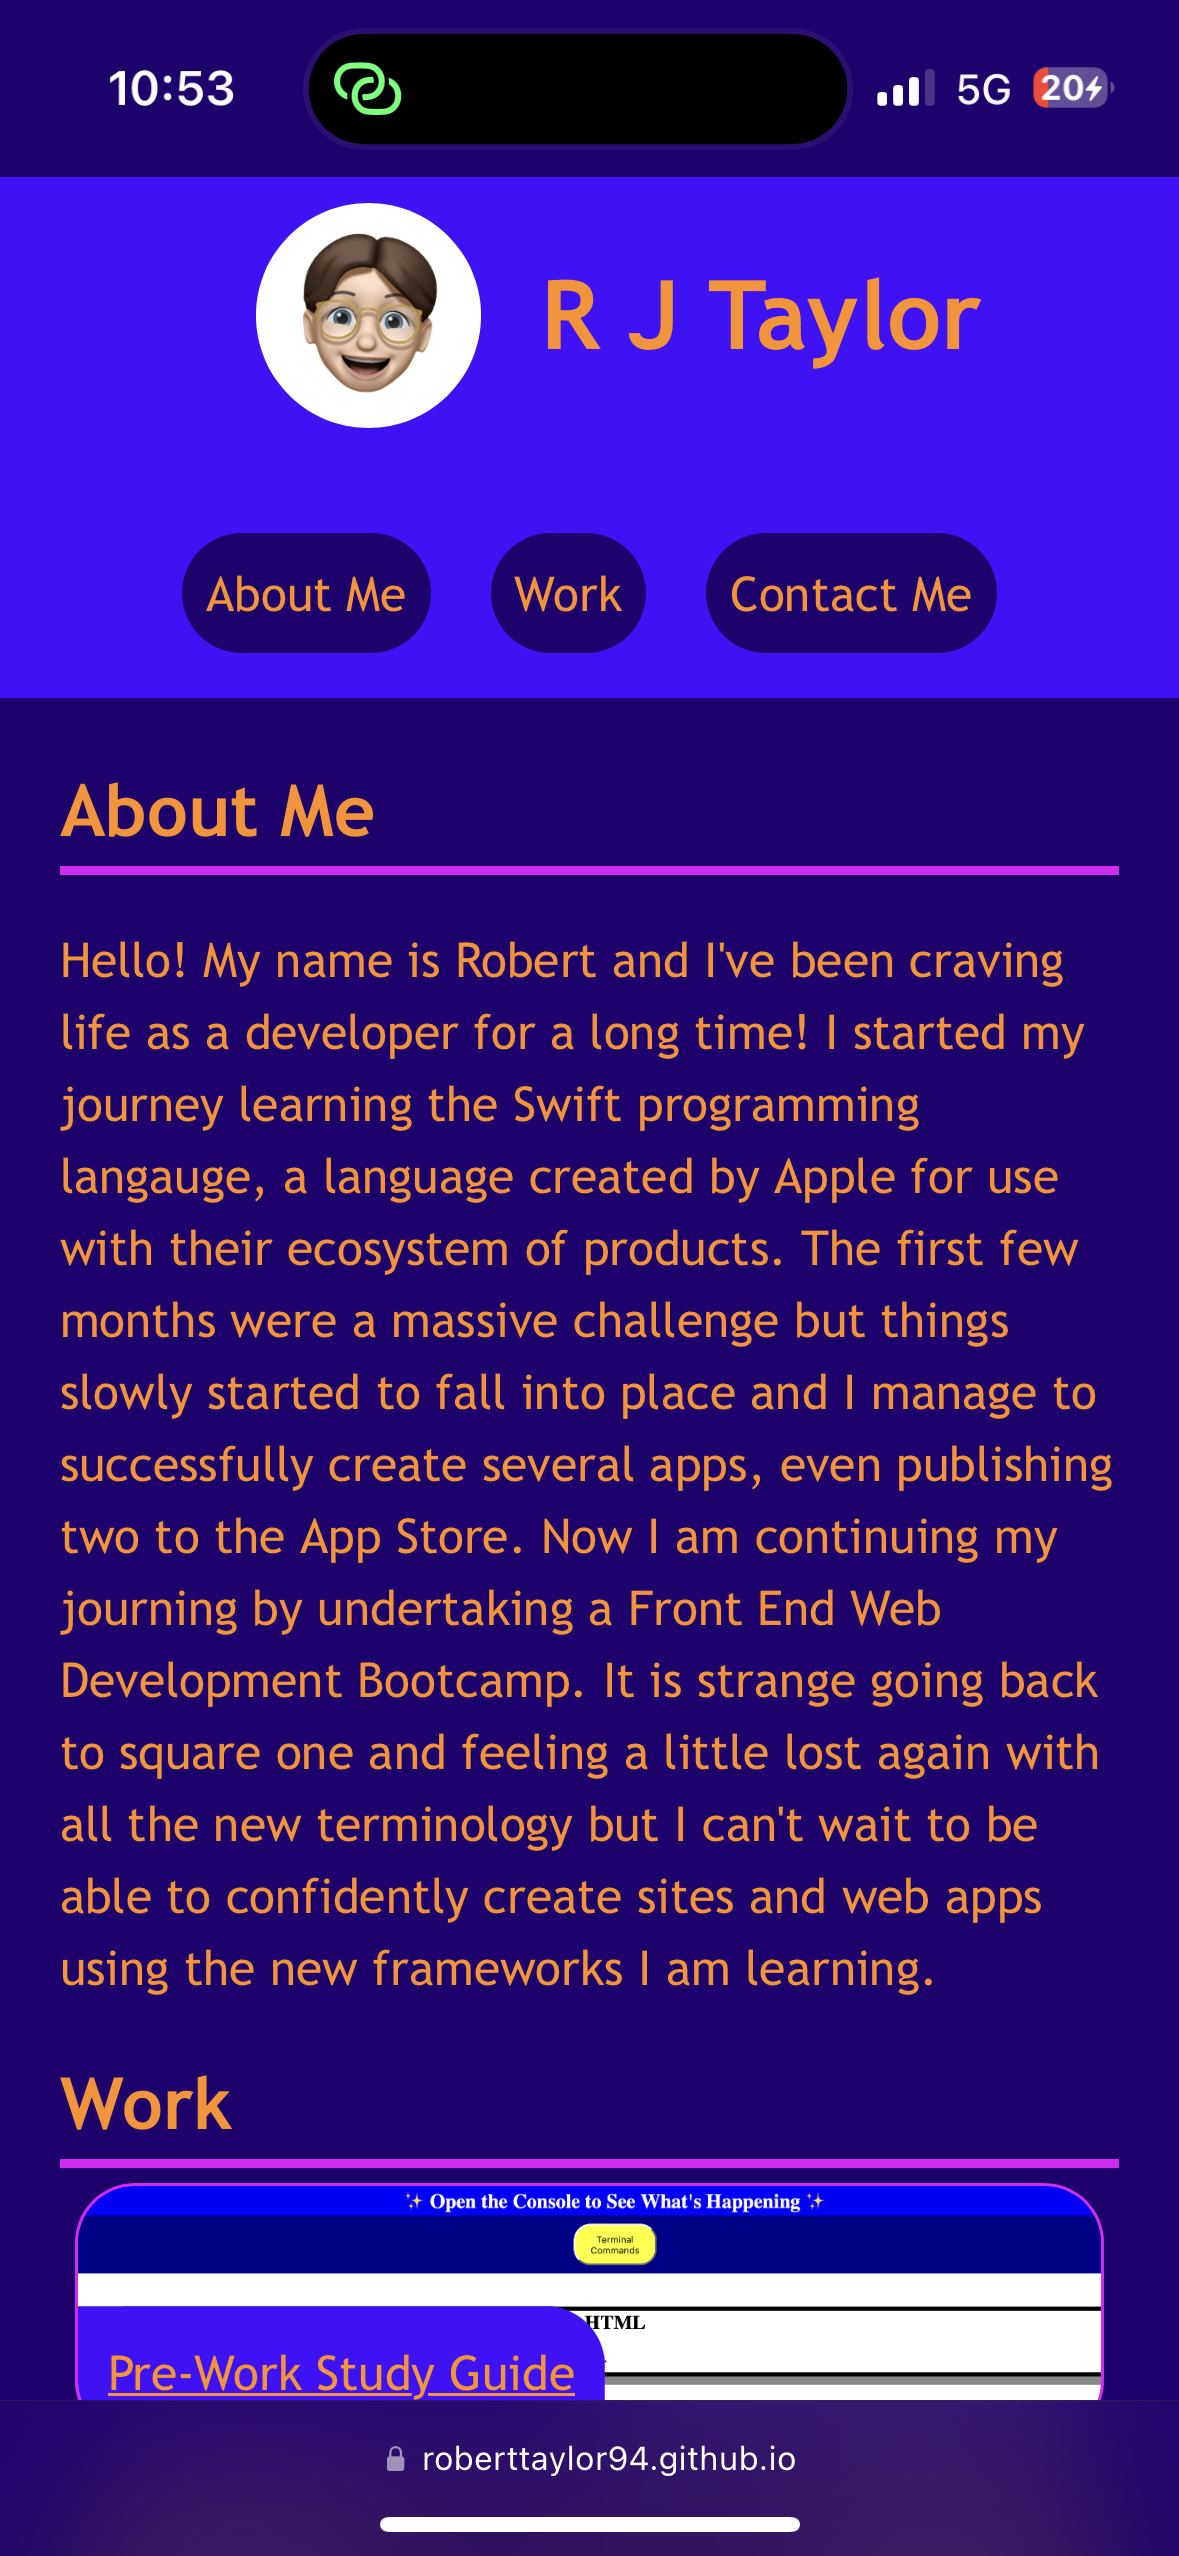 10:53
5G
20
R J Taylor
About Me
Work
Contact Me
About Me
Hello! My name is Robert and I've been craving
life as a developer for a long time! I started my
journey learning the Swift programming
langauge, a language created by Apple for use
with their ecosystem of products. The first few
months were a massive challenge but things
slowly started to fall into place and I manage to
successfully create several apps, even publishing
two to the App Store. Now I am continuing my
journing by undertaking a Front End Web
Development Bootcamp. It is strange going back
to square one and feeling a little lost again with
all the new terminology but I can't wait to be
able to confidently create sites and web apps
using the new frameworks I am learning.
Work
✨ Open the Console to See What's Happening ✨
Terminal
Commands
HTML
Pre-Work Study Guide
roberttaylor94.github.io